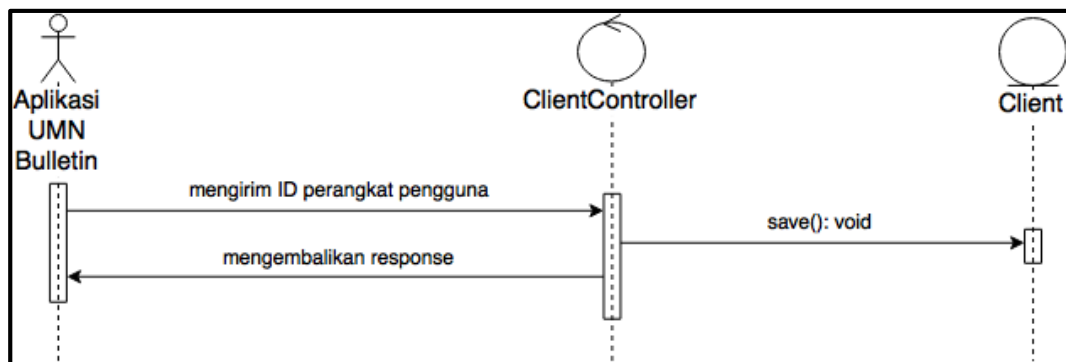 Aplikasi
UMN
Bulletin
ClientController
Client
mengirim ID perangkat pengguna
save(): void
mengembalikan response